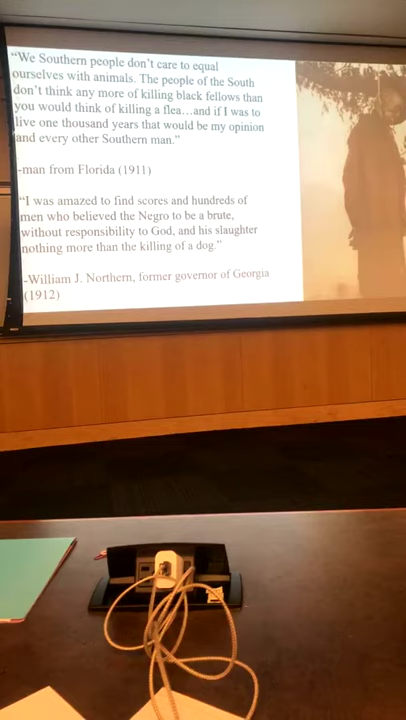 "We Southern people don't care to equal
ourselves with animals. The people of the South
don't think any more of killing black fellows than
you would think of killing a flea…and if I was to
live one thousand years that would be my opinion
and every other Southern man."
-man from Florida (1911)
"I was amazed to find scores and hundreds of
men who believed the Negro to be a brute,
without responsibility to God, and his slaughter
nothing more than the killing of a dog."
-William J. Northern, former governor of Georgia
(1912)